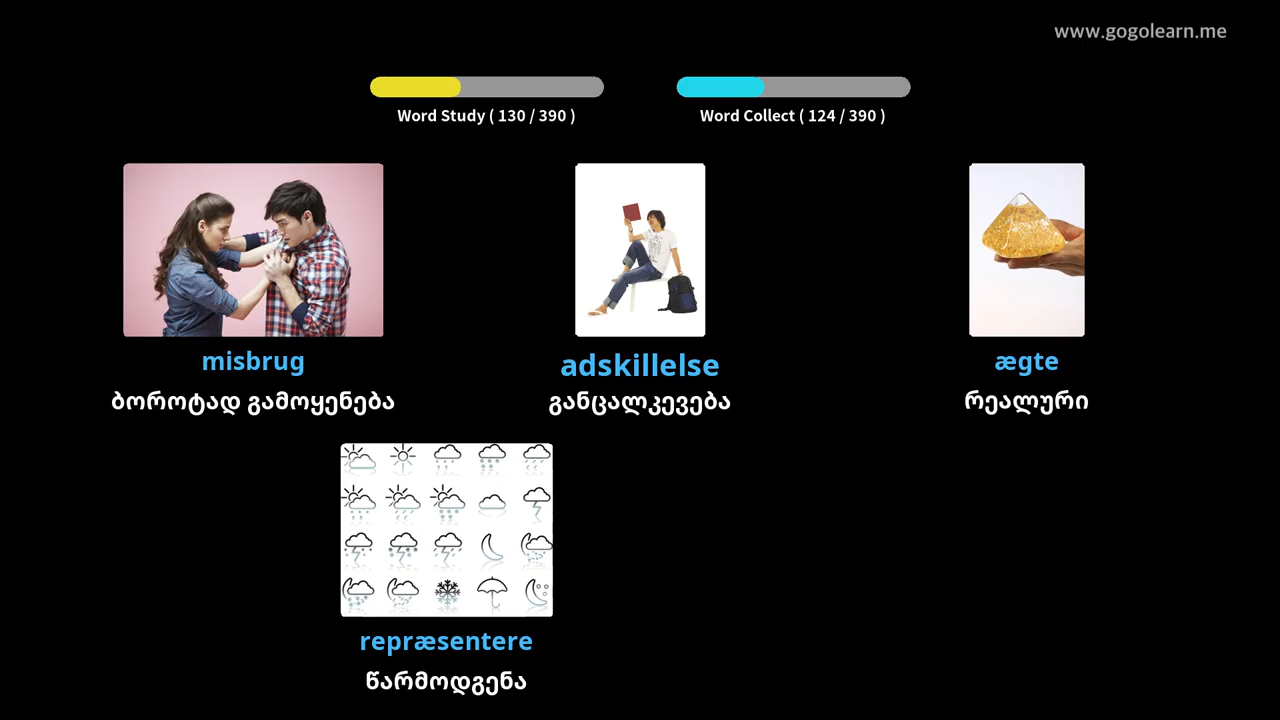 www.gogolearn.me
Word Study ( 130 / 390 )
Word Collect ( 124 / 390 )
misbrug
ბოროტად გამოყენება
adskillelse
განცალკევება
ægte
რეალური
repræsentere
წარმოდგენა